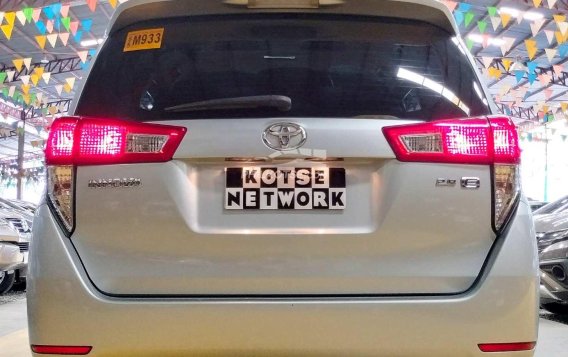 M933
INNOVA
2.8 E
KOTSE
NETWORK